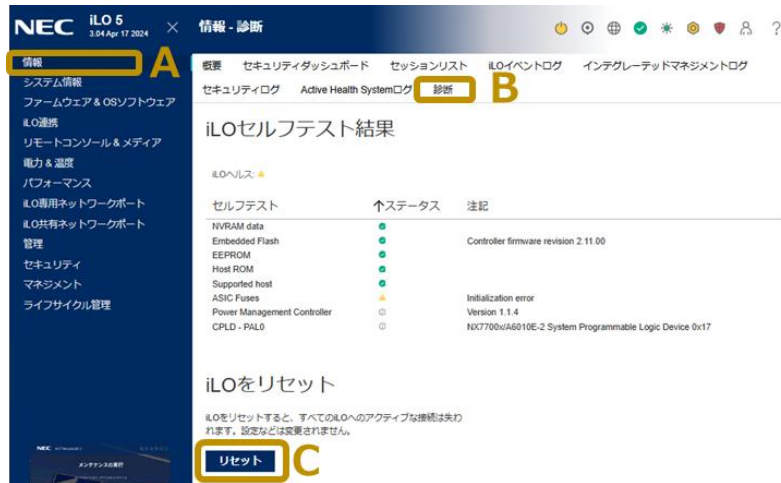 NEC iLO 5
3.04 Apr 17 2024
情報 - 診断
?
情報
A
システム情報
ファームウェア & OSソフトウェア
iLO連携
リモートコンソール & メディア
電力 & 温度
パフォーマンス
iLO専用ネットワークポート
iLO共有ネットワークポート
管理
セキュリティ
マネジメント
ライフサイクル管理
NEC
メンテナンスの実行
概要 セキュリティダッシュボード セッションリスト iLOイベントログ インテグレーテッドマネジメントログ
セキュリティログ Active Health Systemログ 診断 B
iLOセルフテスト結果
iLOヘルス:
セルフテスト ↑ステータス 注記
NVRAM data
Embedded Flash Controller firmware revision 2.11.00
EEPROM
Host ROM
Supported host
ASIC Fuses Initialization error
Power Management Controller Version 1.1.4
CPLD - PAL0 NX7700x/A6010E-2 System Programmable Logic Device 0x17
iLOをリセット
iLOをリセットすると、すべてのiLOへのアクティブな接続は失わ
れます。設定などは変更されません。
リセット C